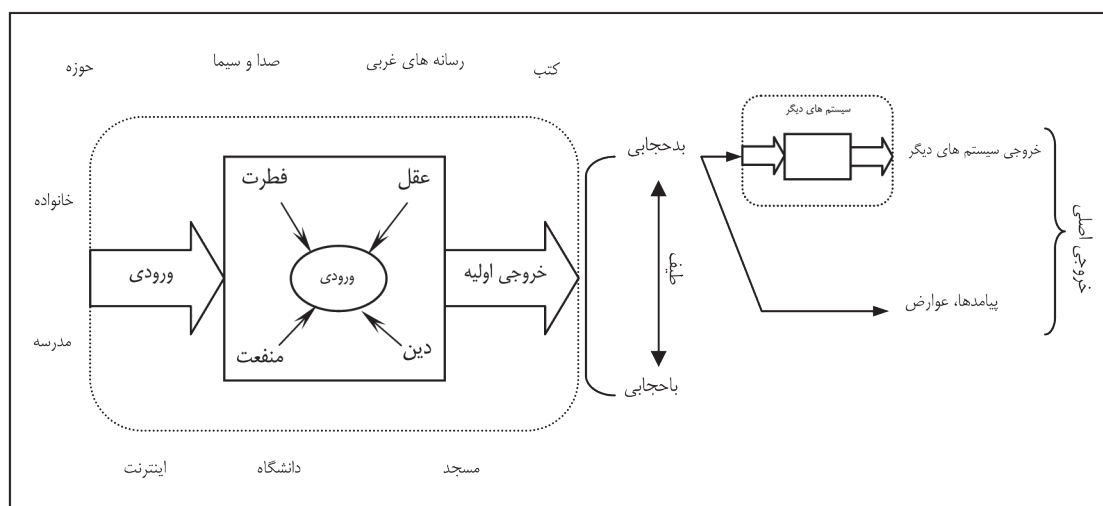 کتب
رسانه های غربی
صدا و سیما
حوزه
خانواده
مدرسه
اینترنت
دانشگاه
مسجد
ورودی
عقل
فطرت
ورودی
دین
منفعت
خروجی اولیه
بدحجابی
طیف
باحجابی
سیستم های دیگر
خروجی سیستم های دیگر
پیامدها، عوارض
خروجی اصلی